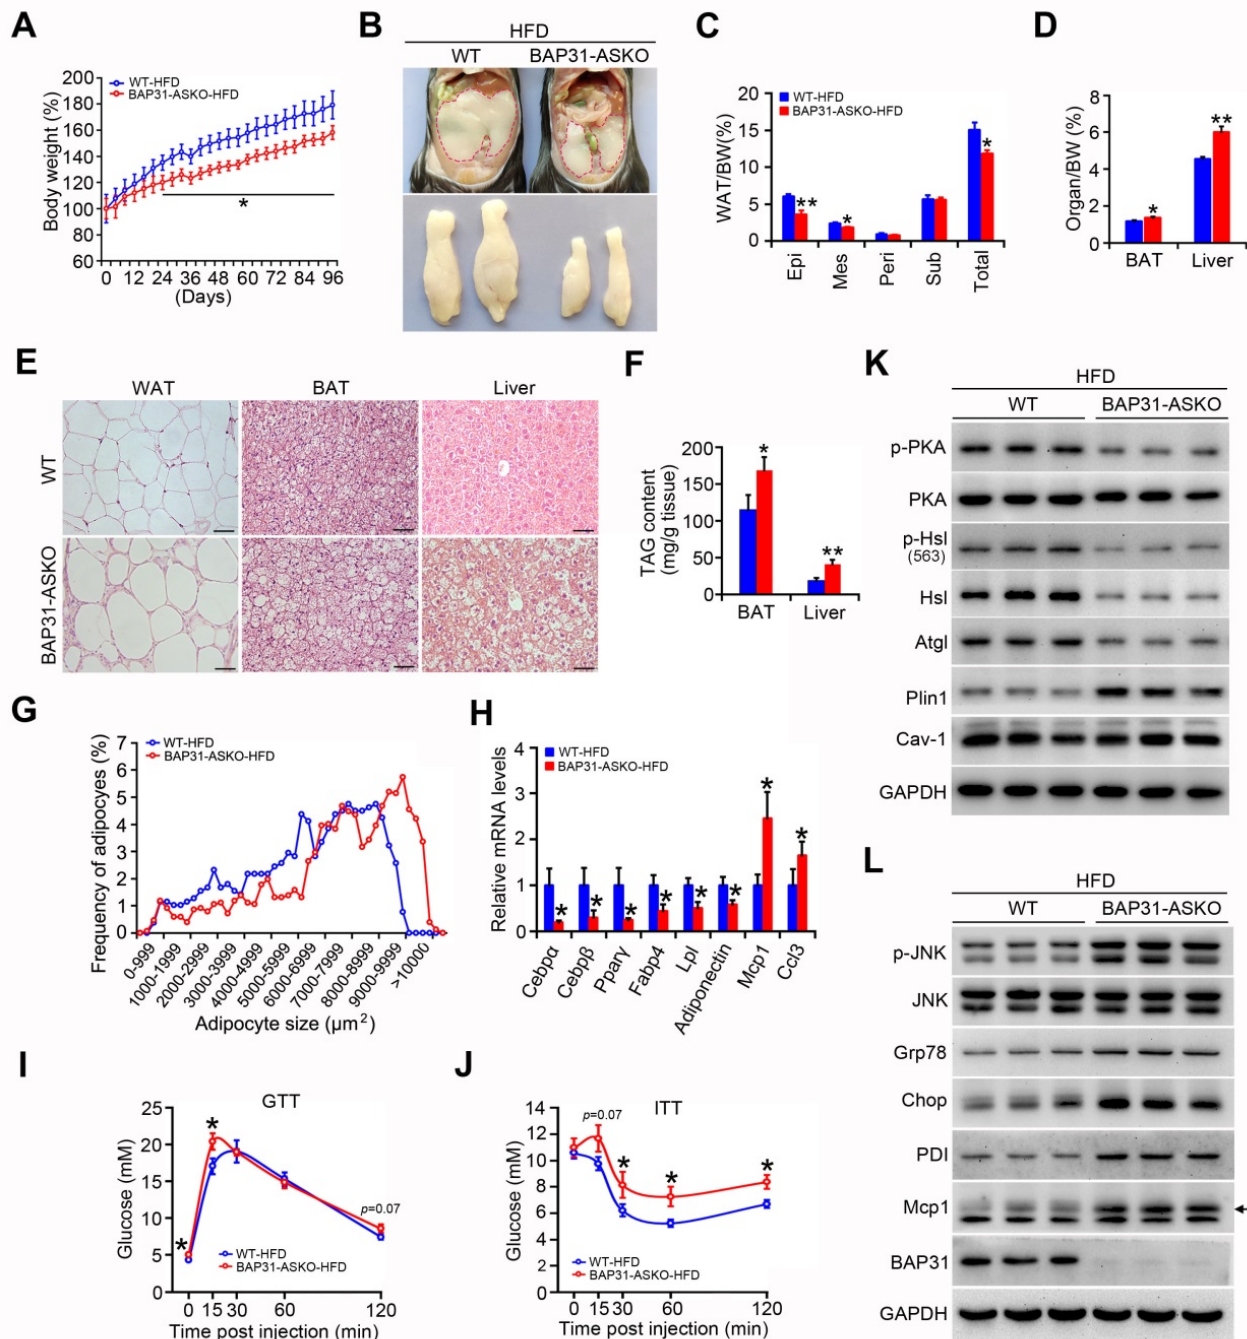 A
WT-HFD
BAP31-ASKO-HFD
Body weight (%)
200
180
160
140
120
100
80
60
*
0 12 24 36 48 60 72 84 96
(Days)
B
HFD
WT BAP31-ASKO
C
WT-HFD
BAP31-ASKO-HFD
WAT/BW(%)
20
15
10
5
0
** * *
Epi Mes Peri Sub Total
D
Organ/BW (%)
8
6
4
2
0
* **
BAT Liver
E
WAT BAT Liver
WT
BAP31-ASKO
F
TAG content
(mg/g tissue)
200
150
100
50
0
* **
BAT Liver
G
WT-HFD
BAP31-ASKO-HFD
Frequency of adipocytes (%)
7
6
5
4
3
2
1
0
0-999 1000-1999 2000-2999 3000-3999 4000-4999 5000-5999 6000-6999 7000-7999 8000-8999 9000-9999 >10000
Adipocyte size (µm²)
H
WT-HFD
BAP31-ASKO-HFD
Relative mRNA levels
4
3
2
1
0
* * * * * * * *
Cebpα Cebpβ Pparγ Fabp4 Lpl Adiponectin Mcp1 Ccl3
I
GTT
Glucose (mM)
25
20
15
10
5
0
* *
p=0.07
WT-HFD
BAP31-ASKO-HFD
0 15 30 60 120
Time post injection (min)
J
ITT
Glucose (mM)
14
12
10
8
6
4
2
0
p=0.07
* * *
WT-HFD
BAP31-ASKO-HFD
0 15 30 60 120
Time post injection (min)
K
HFD
WT BAP31-ASKO
p-PKA
PKA
p-Hsl
(563)
Hsl
Atgl
Plin1
Cav-1
GAPDH
L
HFD
WT BAP31-ASKO
p-JNK
JNK
Grp78
Chop
PDI
Mcp1
BAP31
GAPDH